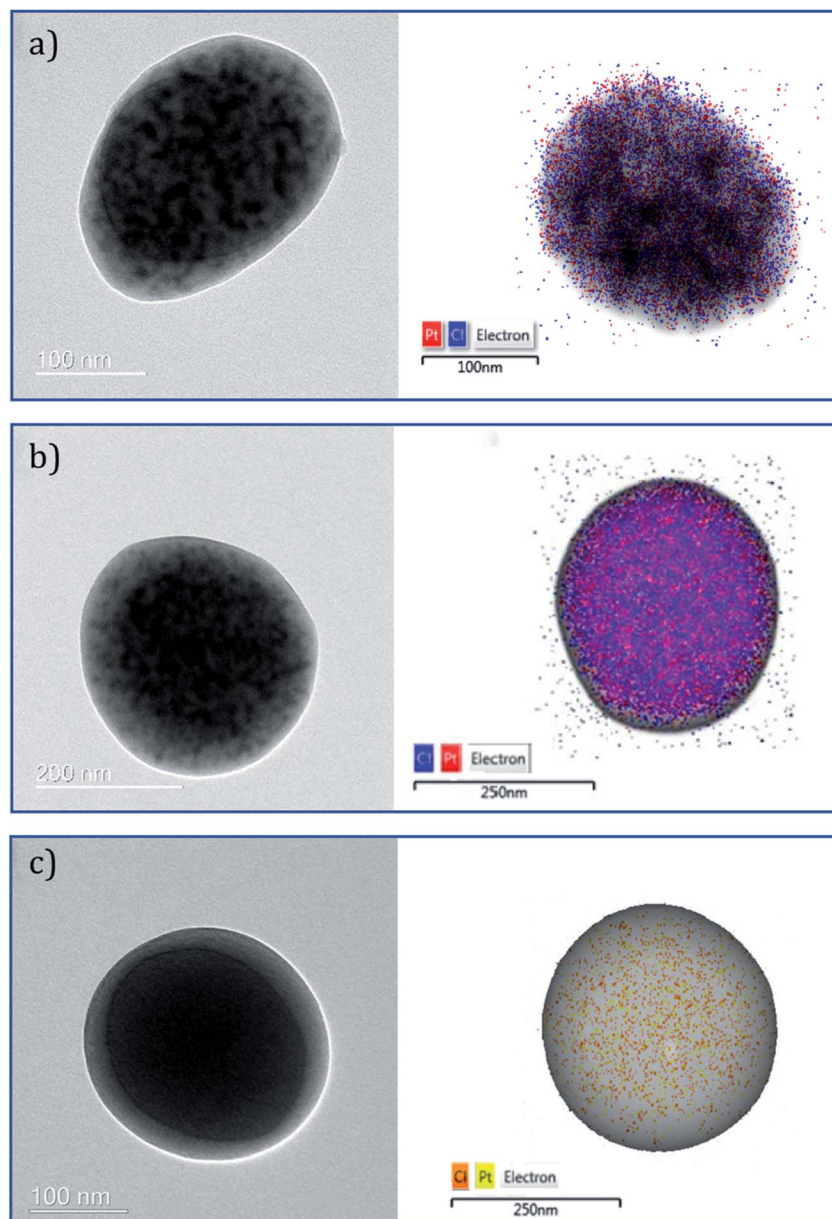 a)
100 nm
Pt Cl Electron
100nm
b)
200 nm
Cl Pt Electron
250nm
c)
100 nm
Cl Pt Electron
250nm